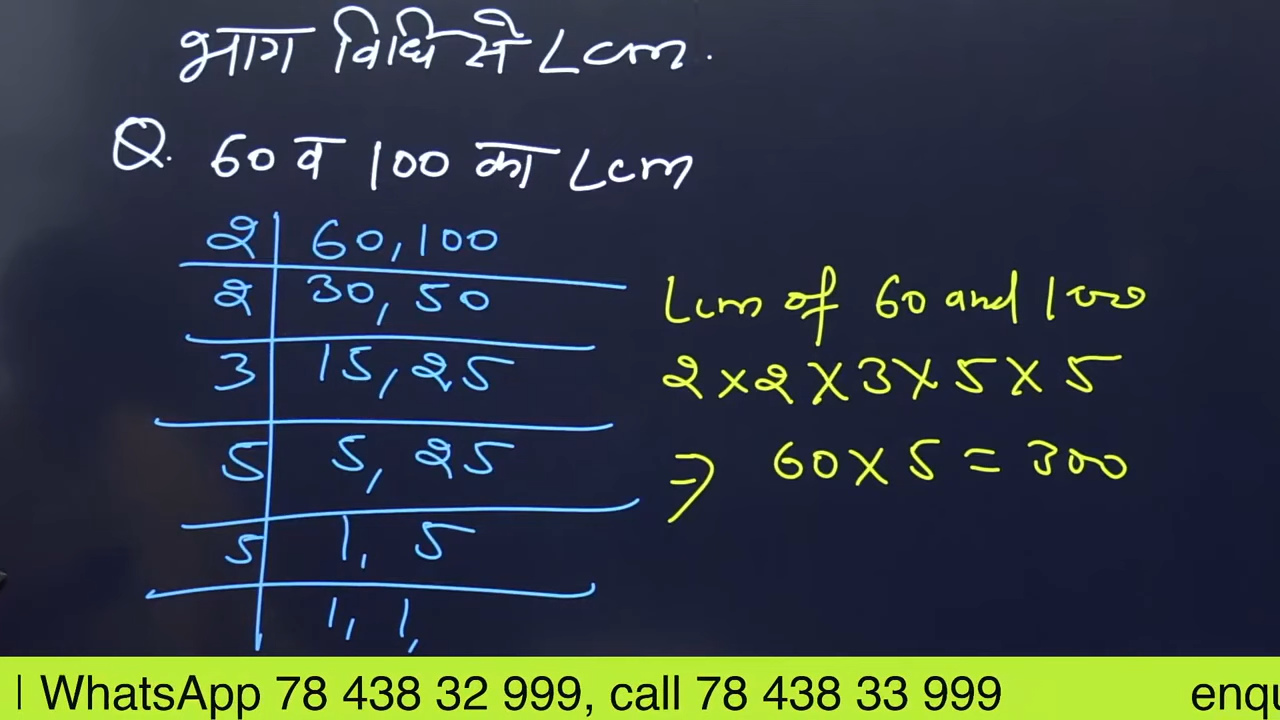 भाग विधि से Lcm.
Q. 60 व 100 का Lcm
2 | 60, 100
2 | 30, 50
3 | 15, 25
5 | 5, 25
5 | 1, 5
1, 1,
Lcm of 60 and 100
2 × 2 × 3 × 5 × 5
⇒ 60 × 5 = 300
| WhatsApp 78 438 32 999, call 78 438 33 999 enqu